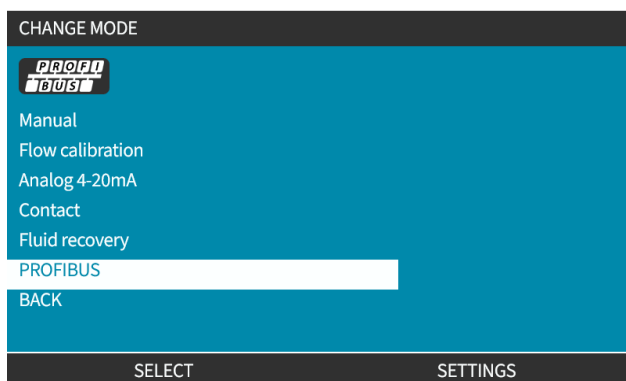 CHANGE MODE
PROFI
BUS
Manual
Flow calibration
Analog 4-20mA
Contact
Fluid recovery
PROFIBUS
BACK
SELECT SETTINGS